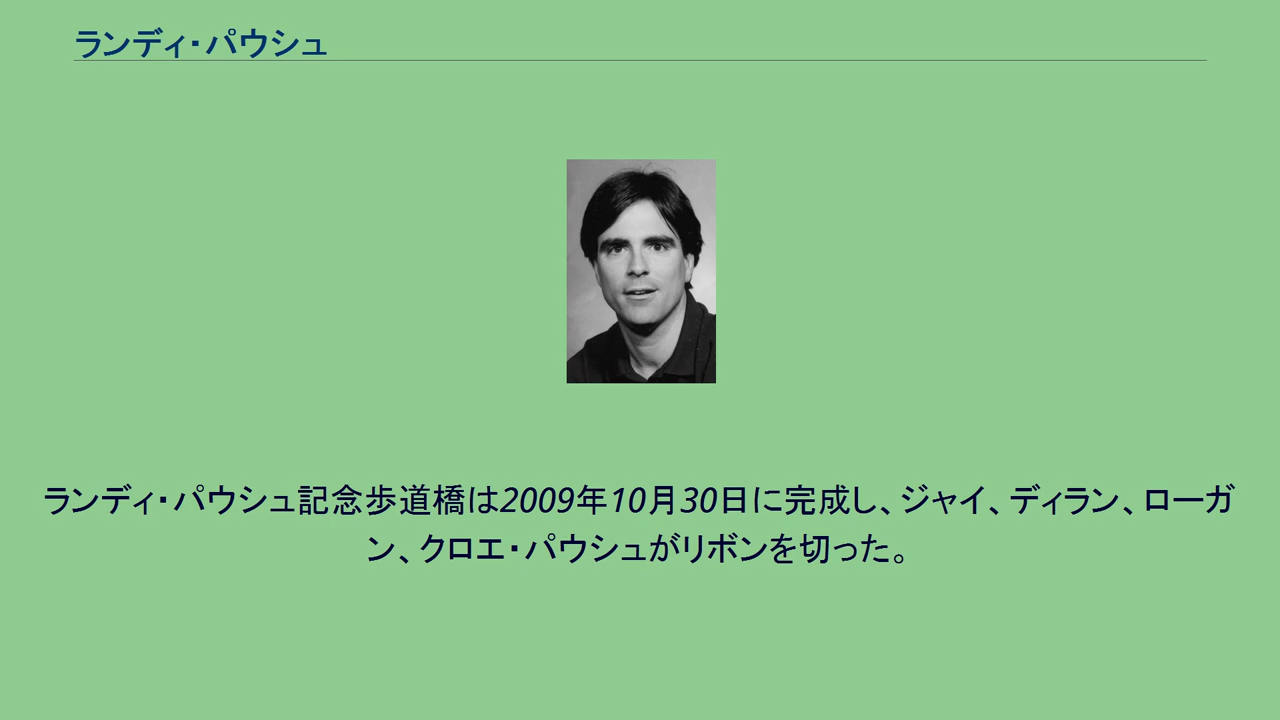 ランディ・パウシュ
ランディ・パウシュ記念歩道橋は2009年10月30日に完成し、ジャイ、ディラン、ローガ
ン、クロエ・パウシュがリボンを切った。